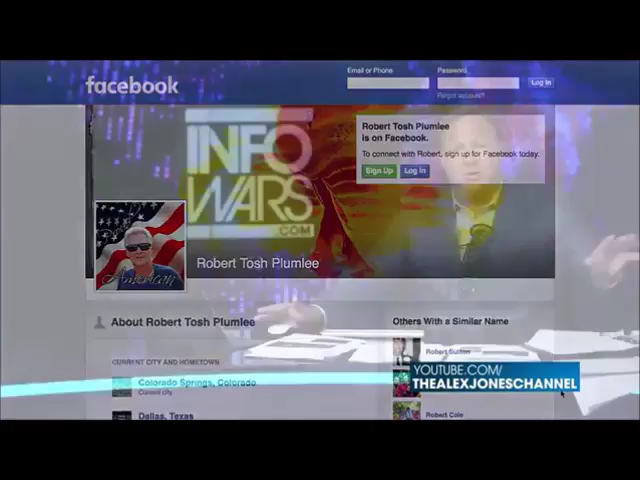 facebook
Email or Phone
Password
Log In
Forgot account?
INFO
WARS
.COM
Robert Tosh Plumlee
is on Facebook.
To connect with Robert, sign up for Facebook today.
Sign Up
Log In
American
Robert Tosh Plumlee
About Robert Tosh Plumlee
CURRENT CITY AND HOMETOWN
Colorado Springs, Colorado
Current city
Dallas, Texas
Others With a Similar Name
Robert Sutton
Robert Cole
YOUTUBE.COM/
THEALEXJONESCHANNEL